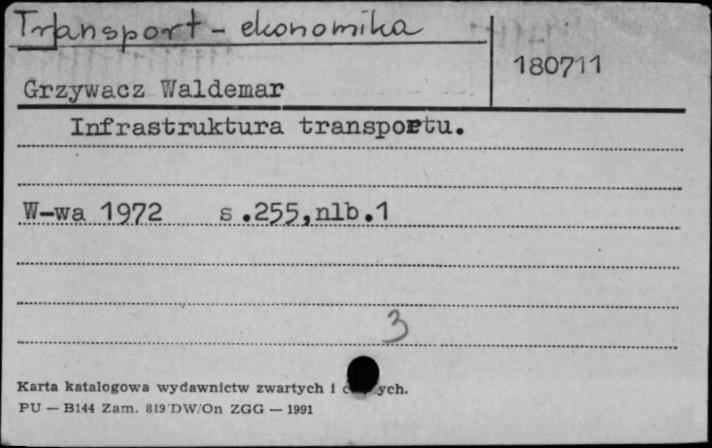 Transport - ekonomika
180711
Grzywacz Waldemar
Infrastruktura transportu.
W-wa 1972 s.255,nlb.1
3
Karta katalogowa wydawnictw zwartych i
PU — B144 Zam. 819/DW/On ZGG — 1991